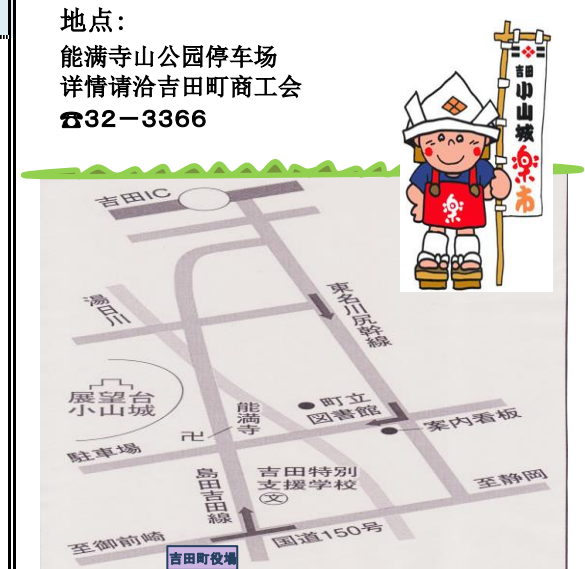 地点：
能满寺山公园停车场
详情请洽吉田町商工会
☎32－3366
吉田
小山城
楽市
楽
吉田IC
東名川尻幹線
湯日川
展望台
小山城
能満寺
卍
町立
図書館
案内看板
駐車場
島田吉田線
吉田特別
支援学校
文
至静岡
至御前崎
国道150号
吉田町役場